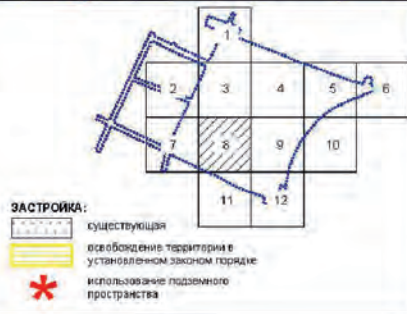 1
2 3 4 5 6
7 8 9 10
11 12
ЗАСТРОЙКА:
существующая
освобождение территории в
установленном законом порядке
использование подземного
пространства